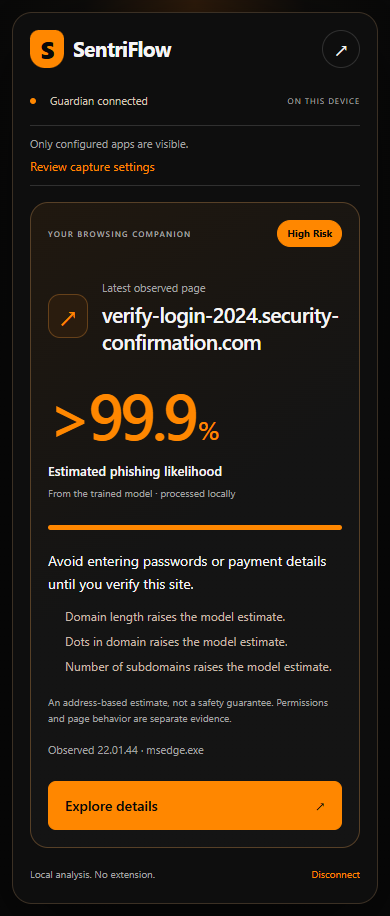 S SentriFlow ↗
Guardian connected ON THIS DEVICE
Only configured apps are visible.
Review capture settings
YOUR BROWSING COMPANION High Risk
Latest observed page
↗ verify-login-2024.security-
confirmation.com
>99.9%
Estimated phishing likelihood
From the trained model · processed locally
Avoid entering passwords or payment details
until you verify this site.
Domain length raises the model estimate.
Dots in domain raises the model estimate.
Number of subdomains raises the model estimate.
An address-based estimate, not a safety guarantee. Permissions
and page behavior are separate evidence.
Observed 22.01.44 · msedge.exe
Explore details ↗
Local analysis. No extension. Disconnect